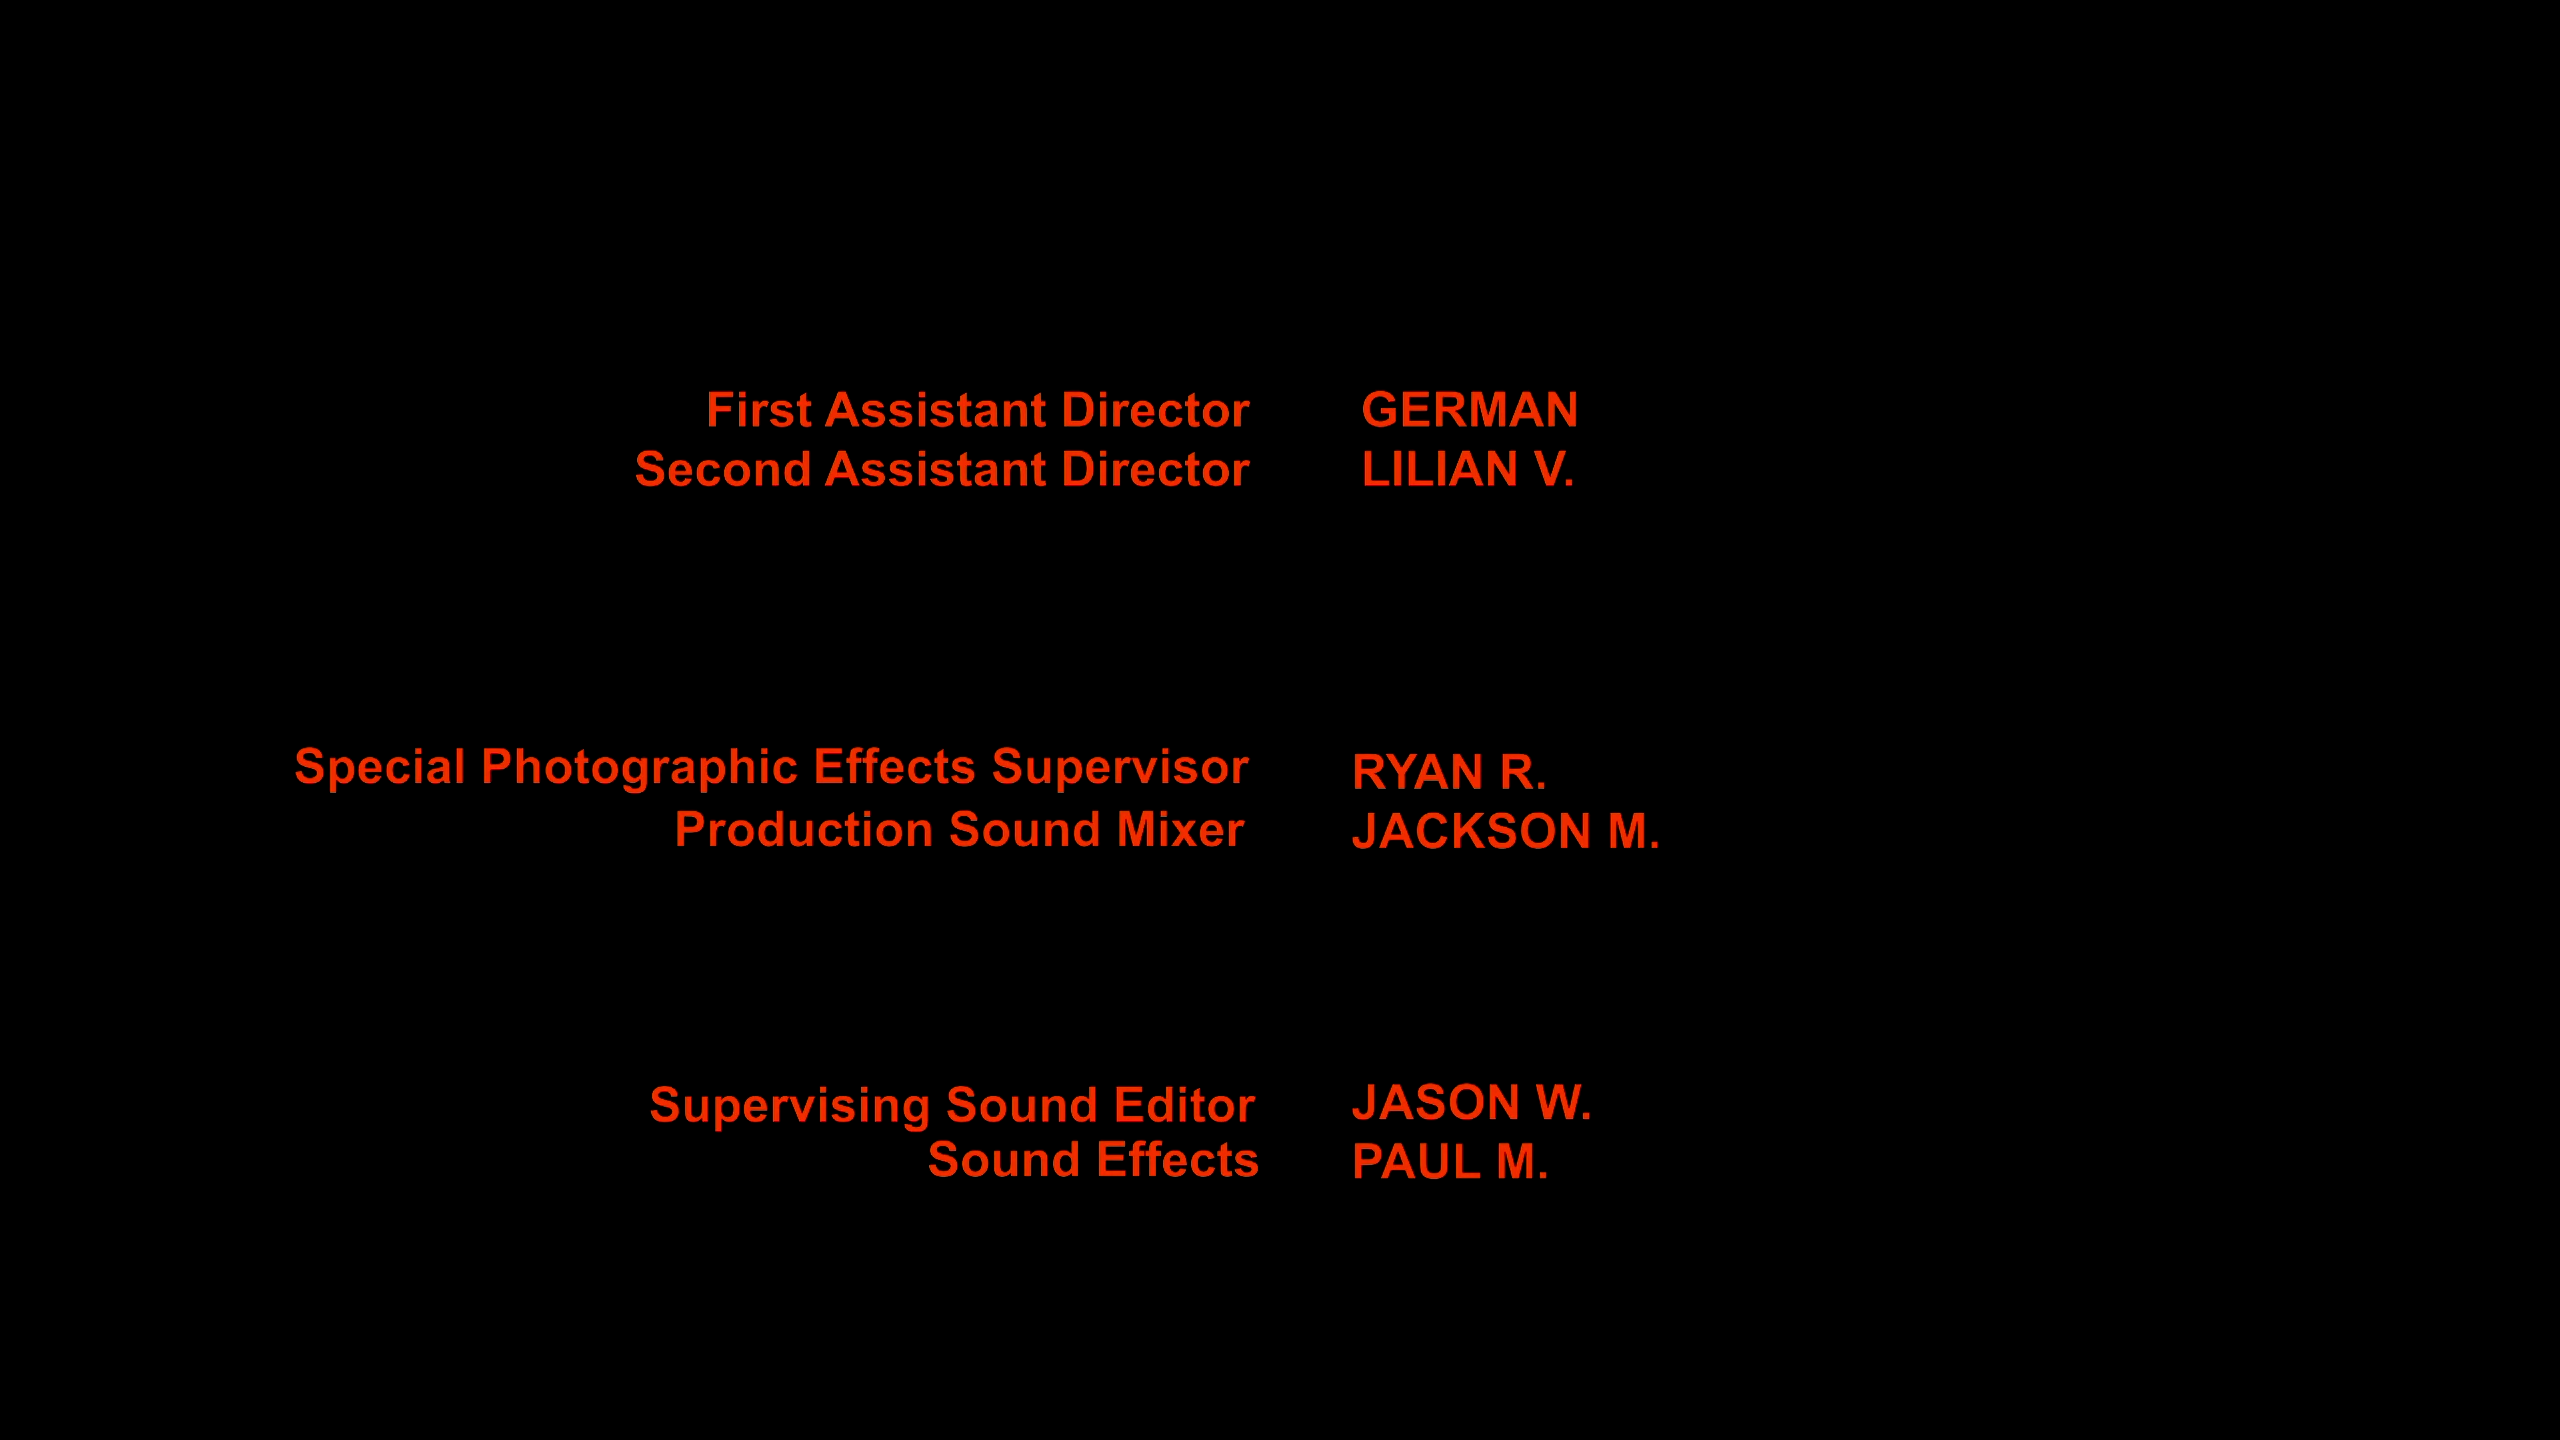 First Assistant Director GERMAN
Second Assistant Director LILIAN V.
Special Photographic Effects Supervisor RYAN R.
Production Sound Mixer JACKSON M.
Supervising Sound Editor JASON W.
Sound Effects PAUL M.